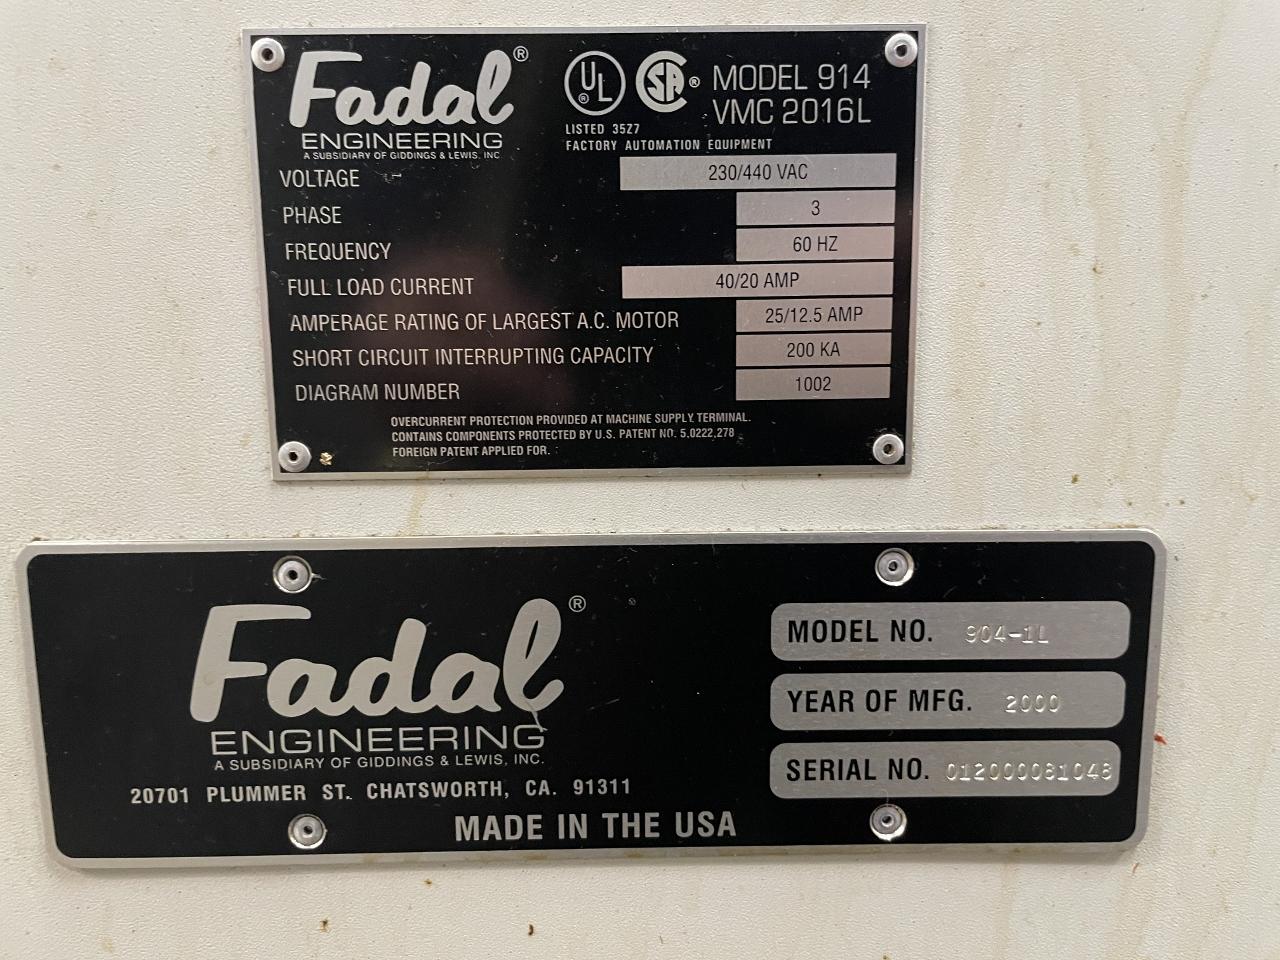 Fadal®
ENGINEERING
A SUBSIDIARY OF GIDDINGS & LEWIS, INC.
UL® SA®
LISTED 35Z7
FACTORY AUTOMATION EQUIPMENT
MODEL 914
VMC 2016L
VOLTAGE 230/440 VAC
PHASE 3
FREQUENCY 60 HZ
FULL LOAD CURRENT 40/20 AMP
AMPERAGE RATING OF LARGEST A.C. MOTOR 25/12.5 AMP
SHORT CIRCUIT INTERRUPTING CAPACITY 200 KA
DIAGRAM NUMBER 1002
OVERCURRENT PROTECTION PROVIDED AT MACHINE SUPPLY TERMINAL.
CONTAINS COMPONENTS PROTECTED BY U.S. PATENT NO. 5,0222,278
FOREIGN PATENT APPLIED FOR.
Fadal®
ENGINEERING
A SUBSIDIARY OF GIDDINGS & LEWIS, INC.
20701 PLUMMER ST. CHATSWORTH, CA. 91311
MADE IN THE USA
MODEL NO. 904-1L
YEAR OF MFG. 2000
SERIAL NO. 012000081048